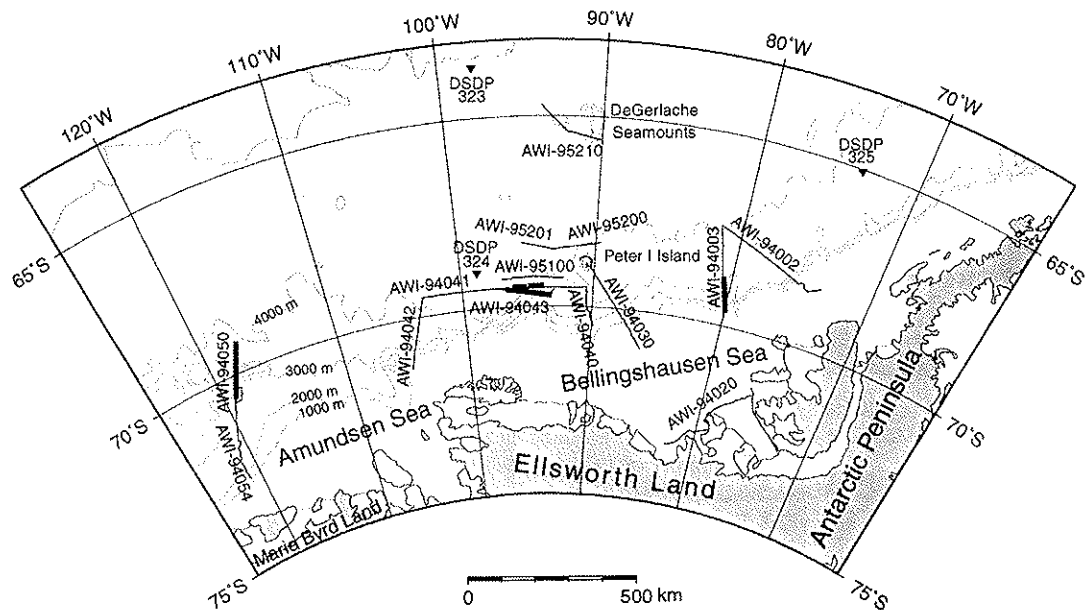 120°W
110°W
100°W
90°W
80°W
70°W
DSDP
323
DeGerlache
Seamounts
AWI-95210
DSDP
325
65°S
65°S
AWI-95201
AWI-95200
DSDP
324
AWI-95100
Peter I Island
AWI-94003
AWI-94002
AWI-94041
AWI-94043
AWI-94042
AWI-94040
AWI-94030
4000 m
3000 m
2000 m
1000 m
AWI-94050
AWI-94054
Bellingshausen Sea
AWI-94020
Amundsen Sea
70°S
70°S
Ellsworth Land
Antarctic Peninsula
Marie Byrd Land
75°S
75°S
0
500 km